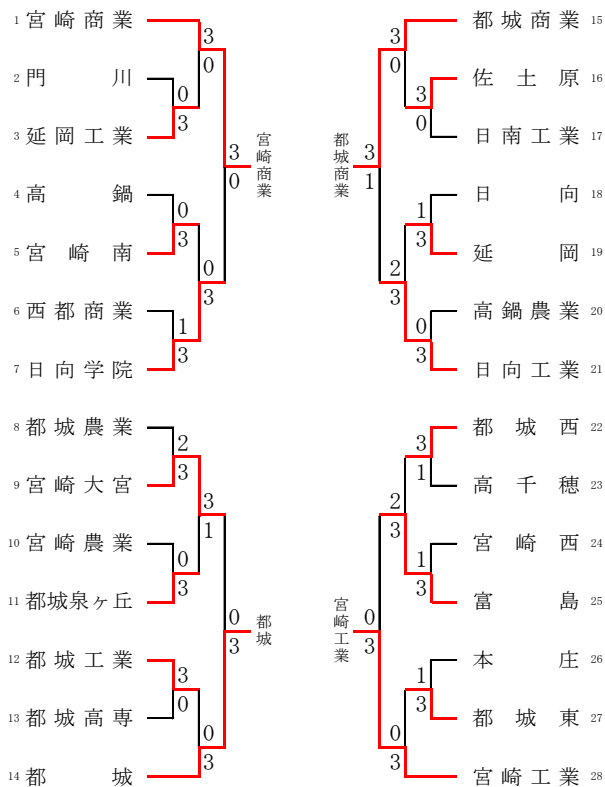 1 宮崎商業
2 門川
3 延岡工業
4 高鍋
5 宮崎南
6 西都商業
7 日向学院
8 都城農業
9 宮崎大宮
10 宮崎農業
11 都城泉ヶ丘
12 都城工業
13 都城高専
14 都城
0
3
0
3
1
3
2
3
0
3
3
0
3
0
0
3
3
1
0
3
3
0
0
3
宮崎商業
都城
都城商業
宮崎工業
3
1
0
3
3
0
2
3
2
3
0
3
3
0
1
3
0
3
3
1
1
3
1
3
都城商業 15
佐土原 16
日南工業 17
日向 18
延岡 19
高鍋農業 20
日向工業 21
都城西 22
高千穂 23
宮崎西 24
富島 25
本庄 26
都城東 27
宮崎工業 28